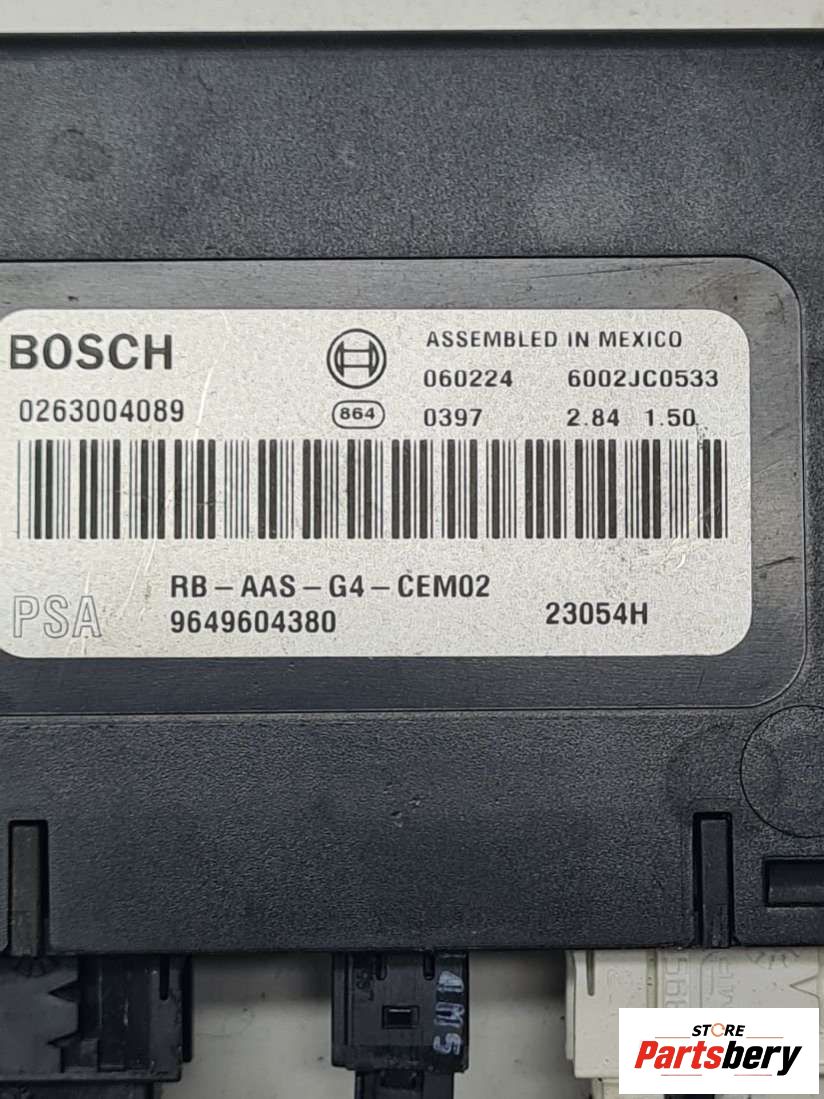 BOSCH
ASSEMBLED IN MEXICO
060224 6002JC0533
0263004089
864
0397 2.84 1.50
RB-AAS-G4-CEM02
PSA
9649604380
23054H
4M5
STORE
Partsbery